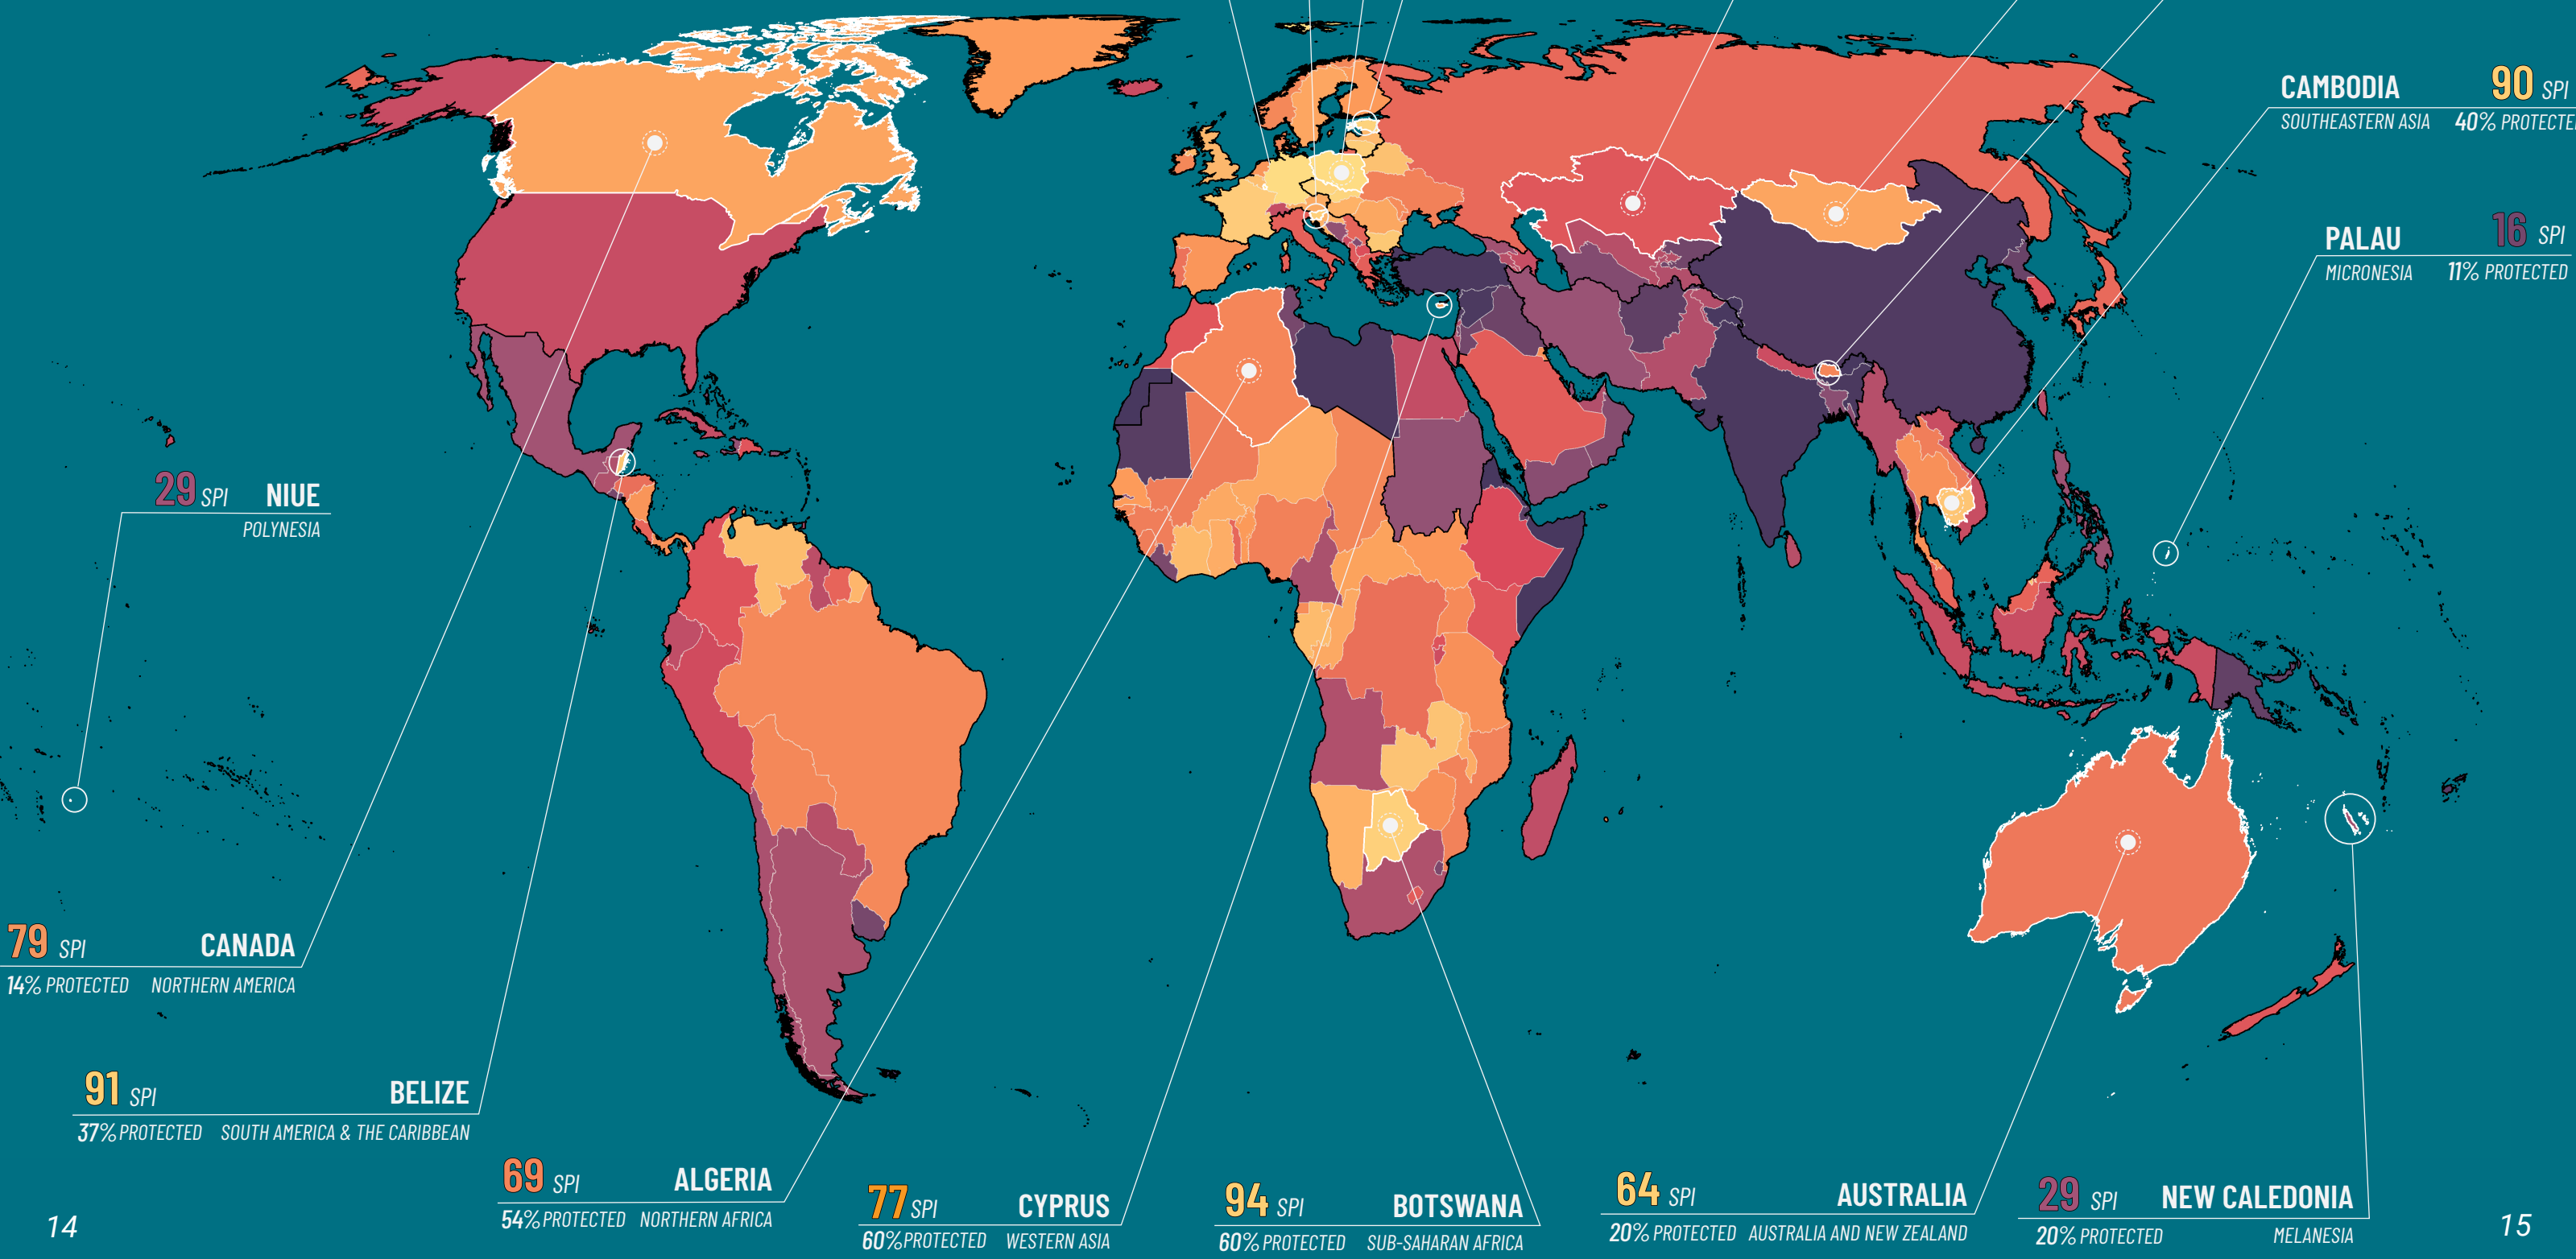 CAMBODIA 90 SPI
SOUTHEASTERN ASIA 40% PROTECTED
PALAU 16 SPI
MICRONESIA 11% PROTECTED
29 SPI NIUE
POLYNESIA
79 SPI CANADA
14% PROTECTED NORTHERN AMERICA
91 SPI BELIZE
37% PROTECTED SOUTH AMERICA & THE CARIBBEAN
69 SPI ALGERIA
54% PROTECTED NORTHERN AFRICA
77 SPI CYPRUS
60% PROTECTED WESTERN ASIA
94 SPI BOTSWANA
60% PROTECTED SUB-SAHARAN AFRICA
64 SPI AUSTRALIA
20% PROTECTED AUSTRALIA AND NEW ZEALAND
29 SPI NEW CALEDONIA
20% PROTECTED MELANESIA
14
15